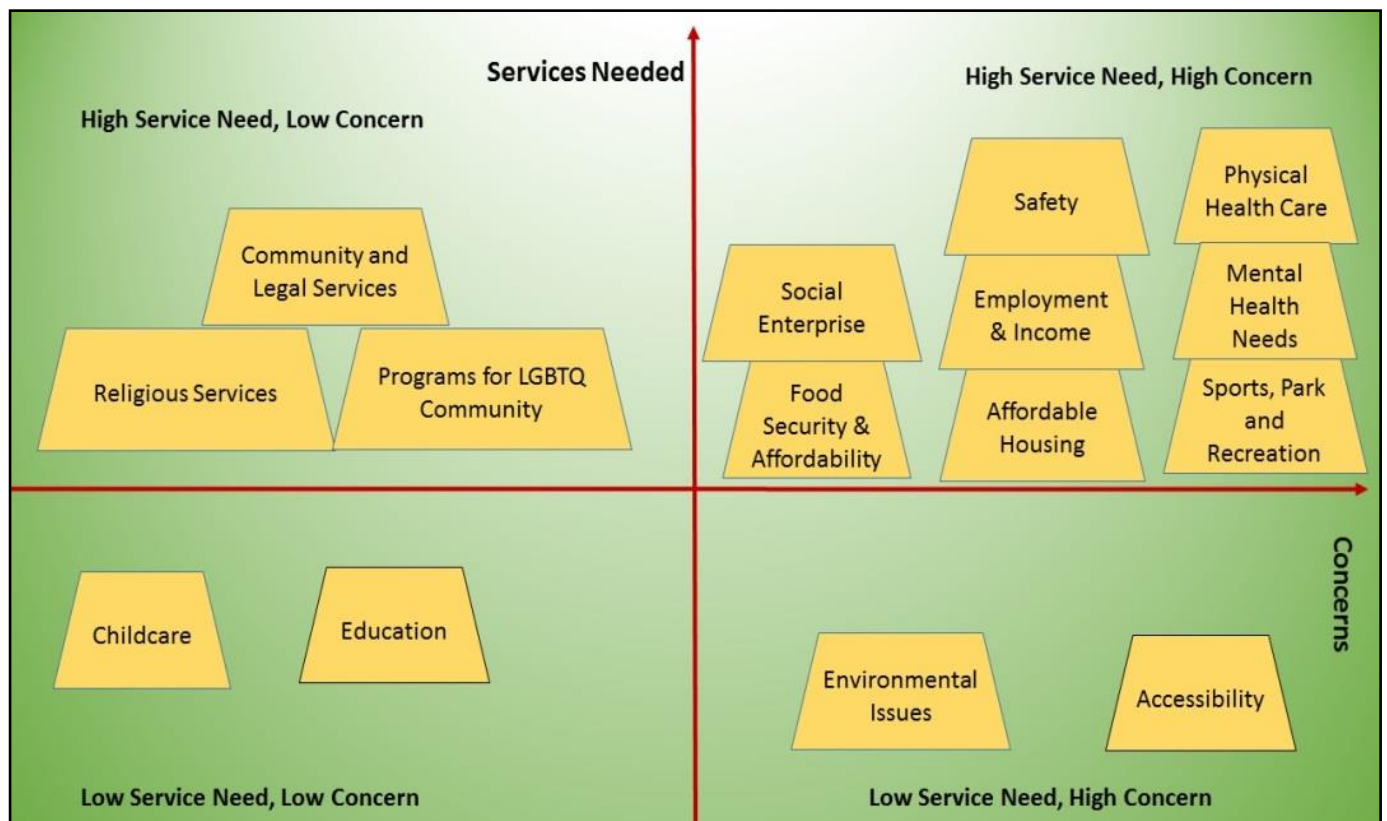 Services Needed
High Service Need, High Concern
High Service Need, Low Concern
Community and
Legal Services
Religious Services
Programs for LGBTQ
Community
Social
Enterprise
Food
Security &
Affordability
Safety
Employment
& Income
Affordable
Housing
Physical
Health Care
Mental
Health
Needs
Sports, Park
and
Recreation
Concerns
Childcare
Education
Environmental
Issues
Accessibility
Low Service Need, Low Concern
Low Service Need, High Concern